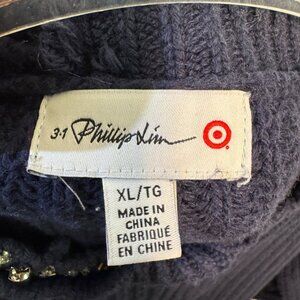 3.1 Phillip Lim
XL/TG
MADE IN
CHINA
FABRIQUÉ
EN CHINE